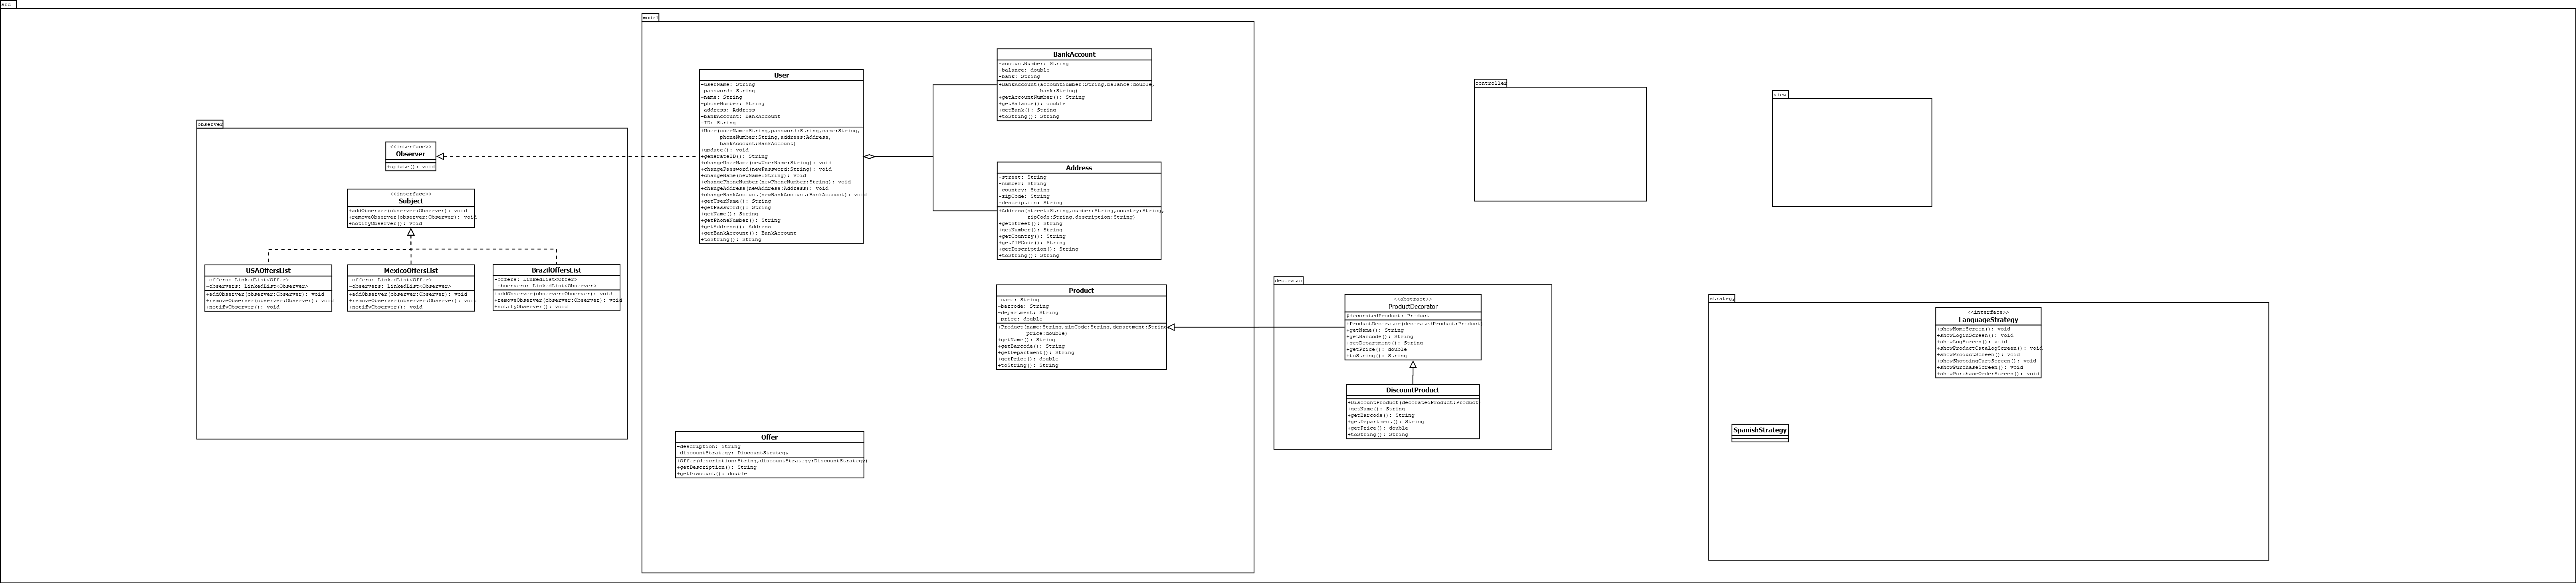 src
observer
<<interface>>
Observer
+update(): void
<<interface>>
Subject
+addObserver(observer:Observer): void
+removeObserver(observer:Observer): void
+notifyObserver(): void
USAOffersList
-offers: LinkedList<Offer>
-observers: LinkedList<Observer>
+addObserver(observer:Observer): void
+removeObserver(observer:Observer): void
+notifyObserver(): void
MexicoOffersList
-offers: LinkedList<Offer>
-observers: LinkedList<Observer>
+addObserver(observer:Observer): void
+removeObserver(observer:Observer): void
+notifyObserver(): void
BrazilOffersList
-offers: LinkedList<Offer>
-observers: LinkedList<Observer>
+addObserver(observer:Observer): void
+removeObserver(observer:Observer): void
+notifyObserver(): void
model
User
-userName: String
-password: String
-name: String
-phoneNumber: String
-address: Address
-bankAccount: BankAccount
-ID: String
+User(userName:String,password:String,name:String,
phoneNumber:String,address:Address,
bankAccount:BankAccount)
+update(): void
+generateID(): String
+changeUserName(newUserName:String): void
+changePassword(newPassword:String): void
+changeName(newName:String): void
+changePhoneNumber(newPhoneNumber:String): void
+changeAddress(newAddress:Address): void
+changeBankAccount(newBankAccount:BankAccount): void
+getUserName(): String
+getPassword(): String
+getName(): String
+getPhoneNumber(): String
+getAddress(): Address
+getBankAccount(): BankAccount
+toString(): String
BankAccount
-accountNumber: String
-balance: double
-bank: String
+BankAccount(accountNumber:String,balance:double,
bank:String)
+getAccountNumber(): String
+getBalance(): double
+getBank(): String
+toString(): String
Address
-street: String
-number: String
-country: String
-zipCode: String
-description: String
+Address(street:String,number:String,country:String,
zipCode:String,description:String)
+getStreet(): String
+getNumber(): String
+getCountry(): String
+getZIPCode(): String
+getDescription(): String
+toString(): String
Product
-name: String
-barcode: String
-department: String
-price: double
+Product(name:String,zipCode:String,department:String
price:double)
+getName(): String
+getBarcode(): String
+getDepartment(): String
+getPrice(): double
+toString(): String
Offer
-description: String
-discountStrategy: DiscountStrategy
+Offer(description:String,discountStrategy:DiscountStrategy)
+getDescription(): String
+getDiscount(): double
decorator
<<abstract>>
ProductDecorator
#decoratedProduct: Product
+ProductDecorator(decoratedProduct:Product)
+getName(): String
+getBarcode(): String
+getDepartment(): String
+getPrice(): double
+toString(): String
DiscountProduct
+DiscountProduct(decoratedProduct:Product)
+getName(): String
+getBarcode(): String
+getDepartment(): String
+getPrice(): double
+toString(): String
controller
view
strategy
<<interface>>
LanguageStrategy
+showHomeScreen(): void
+showLoginScreen(): void
+showLogScreen(): void
+showProductCatalogScreen(): void
+showProductScreen(): void
+showShoppingCartScreen(): void
+showPurchaseScreen(): void
+showPurchaseOrderScreen(): void
SpanishStrategy